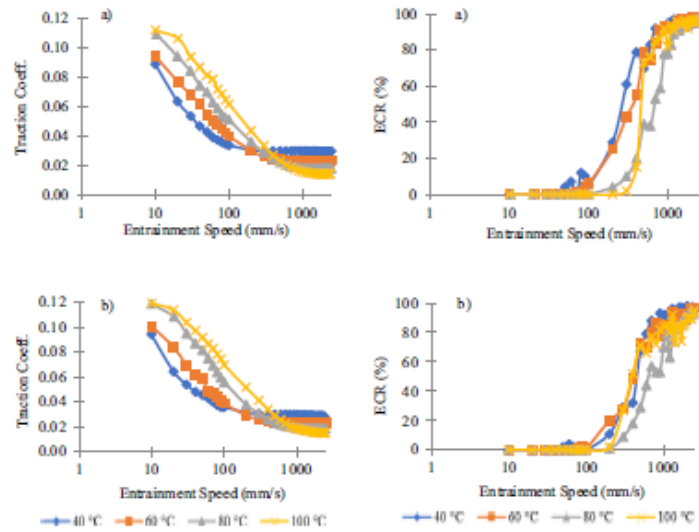 a)
Traction Coeff.
0.12
0.10
0.08
0.06
0.04
0.02
0.00
1 10 100 1000
Entrainment Speed (mm/s)
a)
ECR (%)
100
80
60
40
20
0
1 10 100 1000
Entrainment Speed (mm/s)
b)
Traction Coeff.
0.12
0.10
0.08
0.06
0.04
0.02
0.00
1 10 100 1000
Entrainment Speed (mm/s)
40 °C 60 °C 80 °C 100 °C
b)
ECR (%)
100
80
60
40
20
0
1 10 100 1000
Entrainment Speed (mm/s)
40 °C 60 °C 80 °C 100 °C